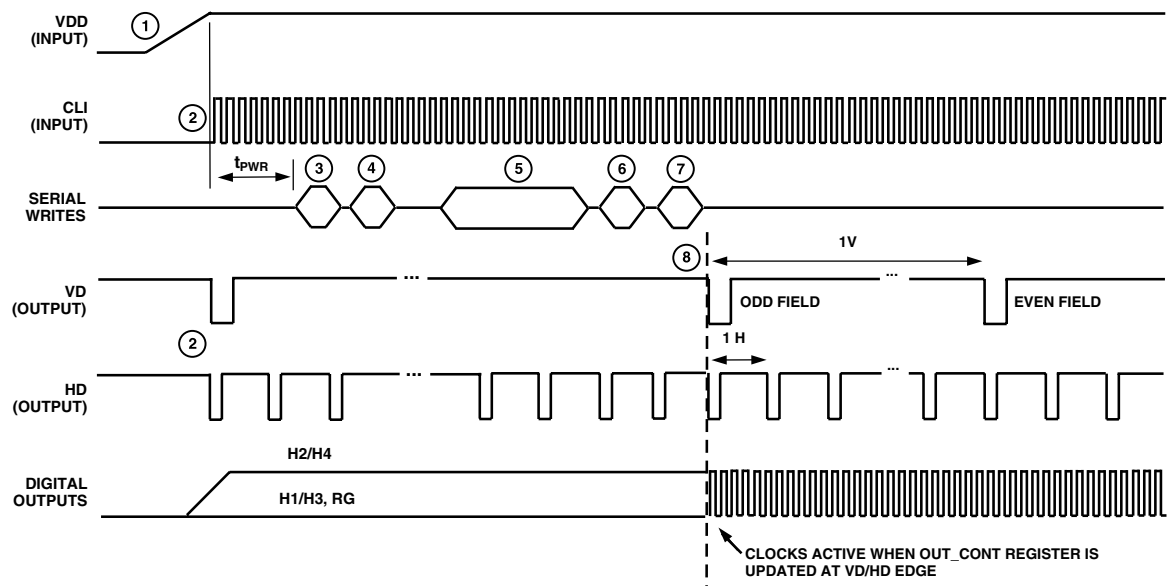 VDD
(INPUT)
1
CLI
(INPUT)
2
tPWR
3
4
5
6
7
SERIAL
WRITES
8
1V
...
...
VD
(OUTPUT)
ODD FIELD
EVEN FIELD
2
1 H
...
...
HD
(OUTPUT)
H2/H4
DIGITAL
OUTPUTS
H1/H3, RG
CLOCKS ACTIVE WHEN OUT_CONT REGISTER IS
UPDATED AT VD/HD EDGE